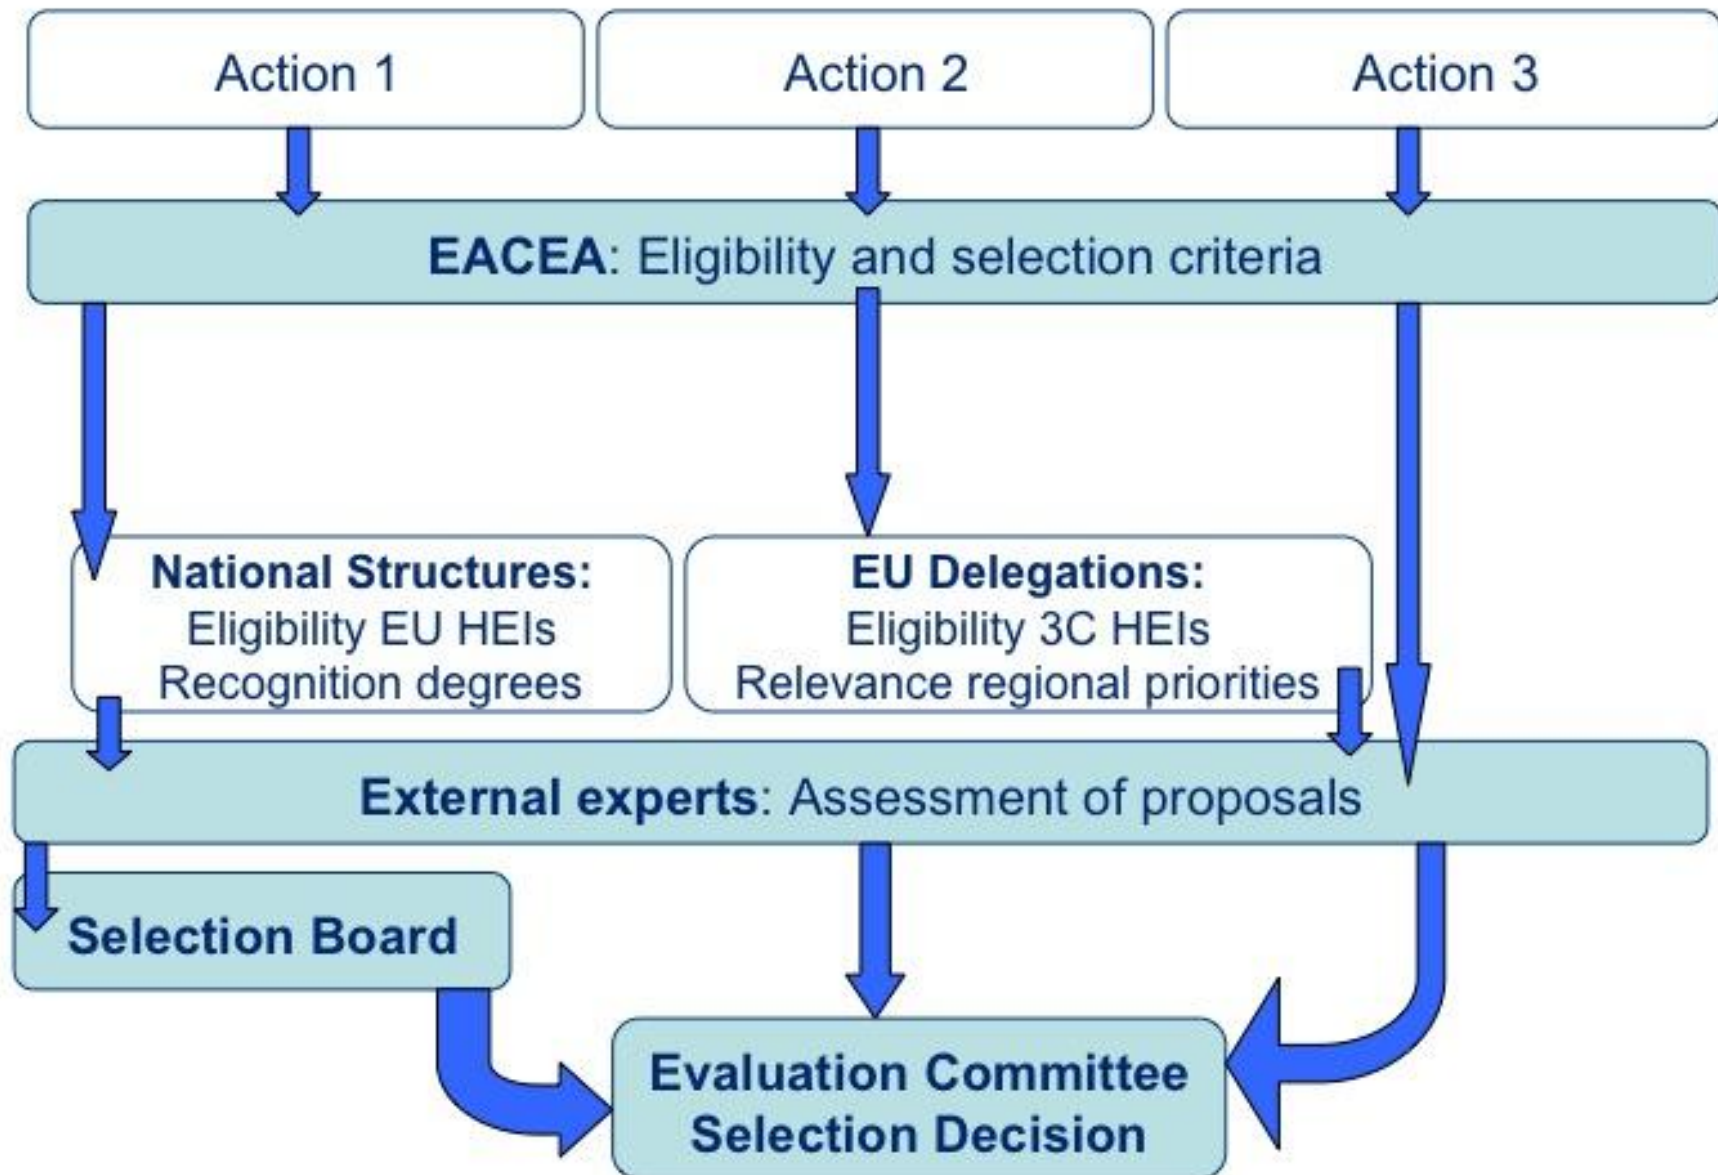 Action 1
Action 2
Action 3
EACEA: Eligibility and selection criteria
National Structures:
Eligibility EU HEIs
Recognition degrees
EU Delegations:
Eligibility 3C HEIs
Relevance regional priorities
External experts: Assessment of proposals
Selection Board
Evaluation Committee
Selection Decision